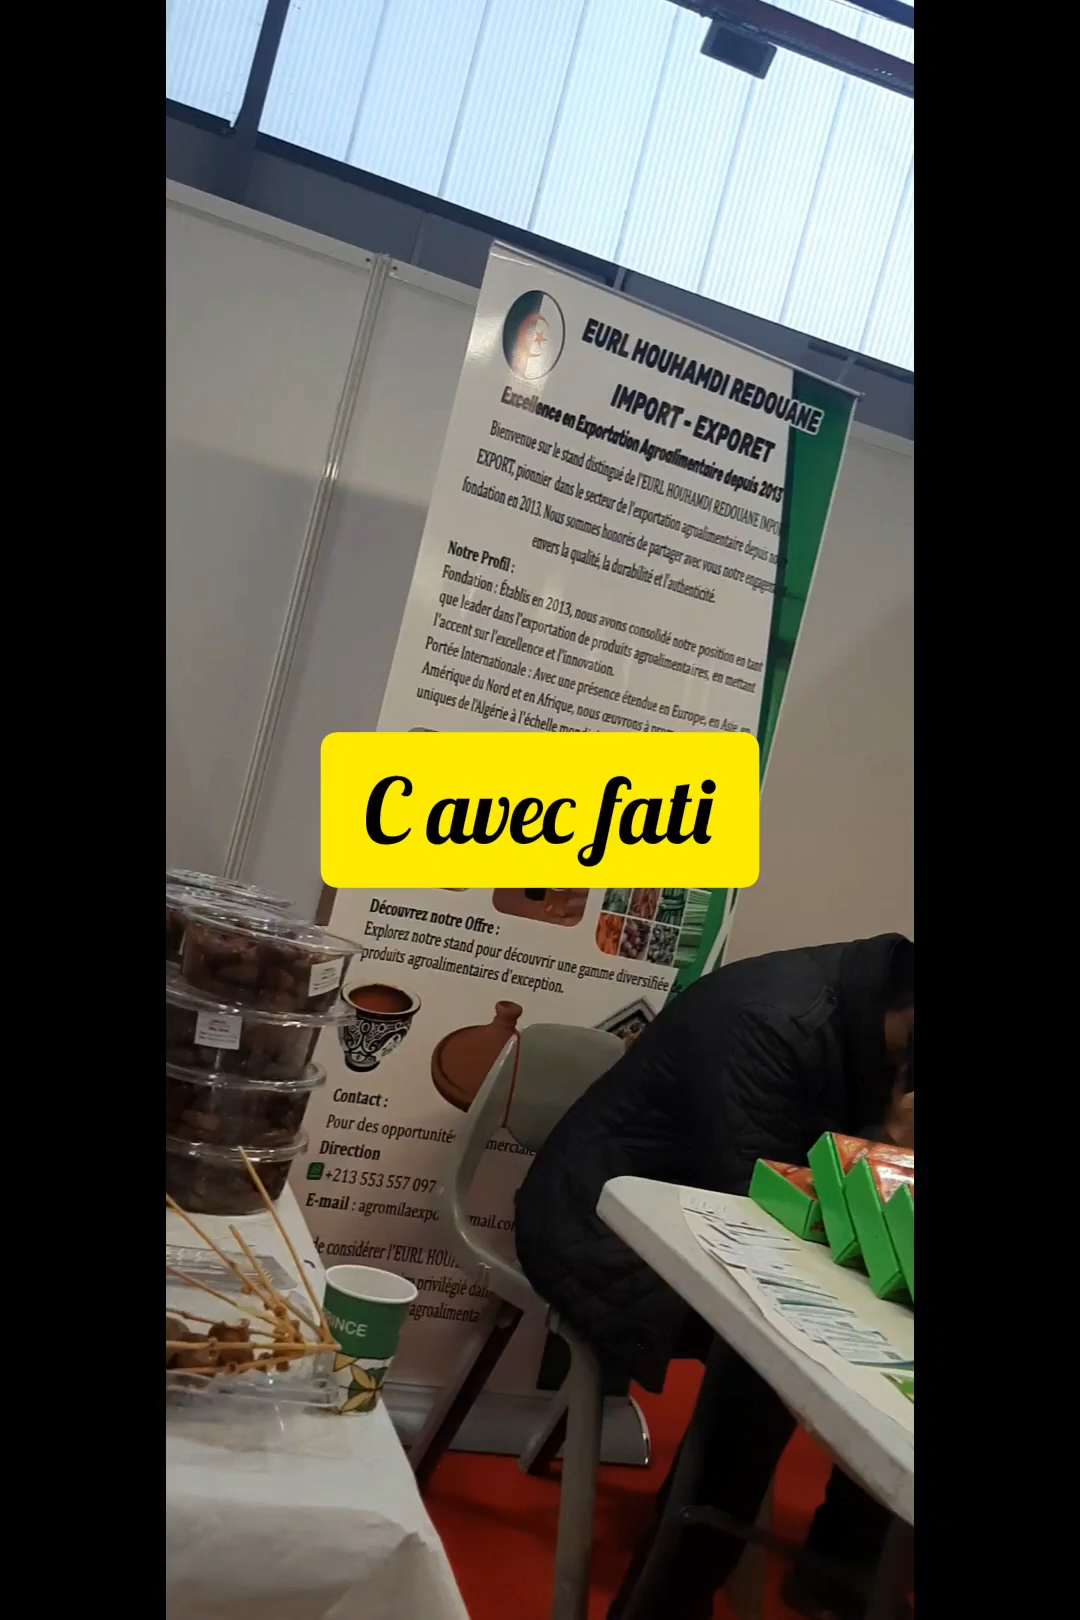 EURL HOUHAMDI REDOUANE
IMPORT - EXPORET
Excellence en Exportation Agroalimentaire depuis 2013
Bienvenue sur le stand distingué de l'EURL HOUHAMDI REDOUANE
EXPORT, pionnier dans le secteur de l'exportation agroalimentaire depuis
fondation en 2013. Nous sommes honorés de partager avec vous notre
envers la qualité, la durabilité et l'authenticité.
Notre Profil :
Fondation : Établis en 2013, nous avons consolidé notre position en tant
que leader dans l'exportation de produits agroalimentaires, en mettant
l'accent sur l'excellence et l'innovation.
Portée Internationale : Avec une présence étendue en Europe, en Asie, en
Amérique du Nord et en Afrique, nous œuvrons à
uniques de l'Algérie à l'échelle
C avec fati
Découvrez notre Offre :
Explorez notre stand pour découvrir une gamme diversifiée de
produits agroalimentaires d'exception.
Contact :
Pour des
Direction
+213 553 557 097
E-mail :
de considérer l'EURL
privilégié